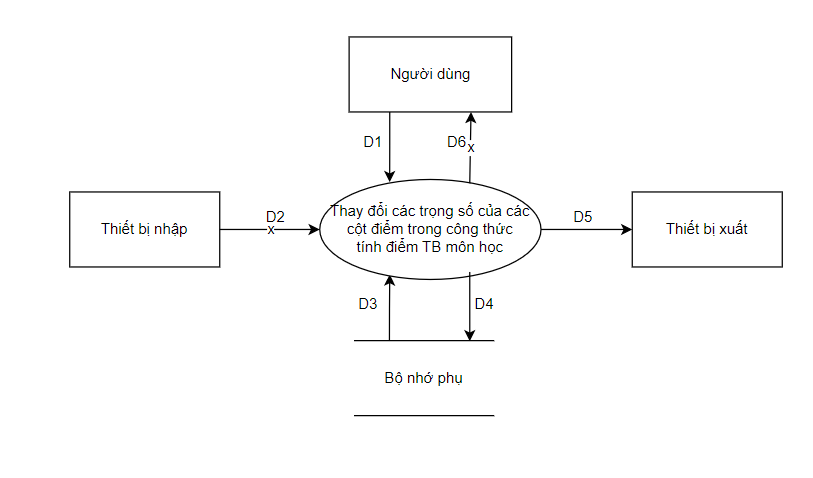 Người dùng
D1
D6
x
Thiết bị nhập
D2
x
Thay đổi các trọng số của các
cột điểm trong công thức
tính điểm TB môn học
D5
Thiết bị xuất
D3
D4
Bộ nhớ phụ